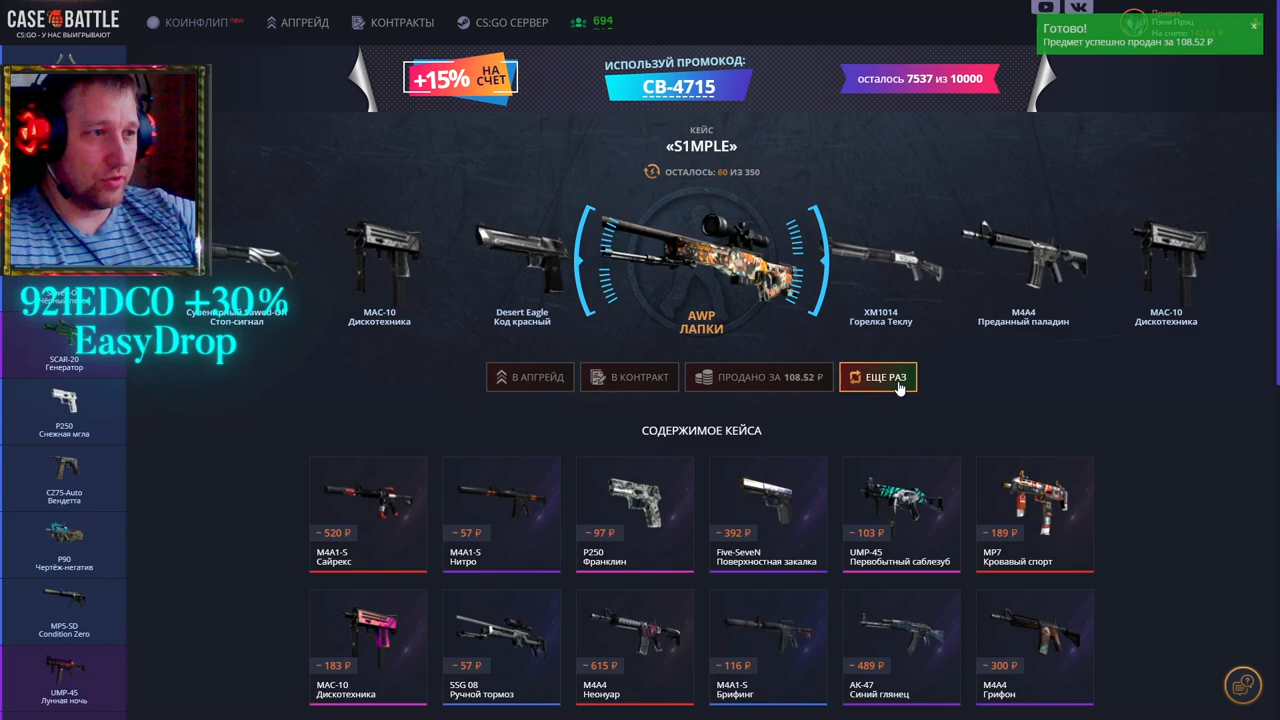 CASE BATTLE
CS:GO - У НАС ВЫИГРЫВАЮТ
КОИНФЛИП new
АПГРЕЙД
КОНТРАКТЫ
CS:GO СЕРВЕР
694
Готово!
Предмет успешно продан за 108.52 ₽
×
+15% НА СЧЕТ
ИСПОЛЬЗУЙ ПРОМОКОД:
CB-4715
осталось 7537 из 10000
КЕЙС
«S1MPLE»
ОСТАЛОСЬ: 60 ИЗ 350
Стоп-сигнал
MAC-10
Дискотехника
Desert Eagle
Код красный
AWP
ЛАПКИ
XM1014
Горелка Теклу
M4A4
Преданный паладин
MAC-10
Дискотехника
921EDC0 +30%
EasyDrop
В АПГРЕЙД
В КОНТРАКТ
ПРОДАНО ЗА 108.52 ₽
ЕЩЕ РАЗ
СОДЕРЖИМОЕ КЕЙСА
SCAR-20
Генератор
P250
Снежная мгла
CZ75-Auto
Вендетта
P90
Чертёж-негатив
MP5-SD
Condition Zero
UMP-45
Лунная ночь
~ 520 ₽
M4A1-S
Сайрекс
~ 57 ₽
M4A1-S
Нитро
~ 97 ₽
P250
Франклин
~ 392 ₽
Five-SeveN
Поверхностная закалка
~ 103 ₽
UMP-45
Первобытный саблезуб
~ 189 ₽
MP7
Кровавый спорт
~ 183 ₽
MAC-10
Дискотехника
~ 57 ₽
SSG 08
Ручной тормоз
~ 615 ₽
M4A4
Неонуар
~ 116 ₽
M4A1-S
Брифинг
~ 489 ₽
AK-47
Синий глянец
~ 300 ₽
M4A4
Грифон